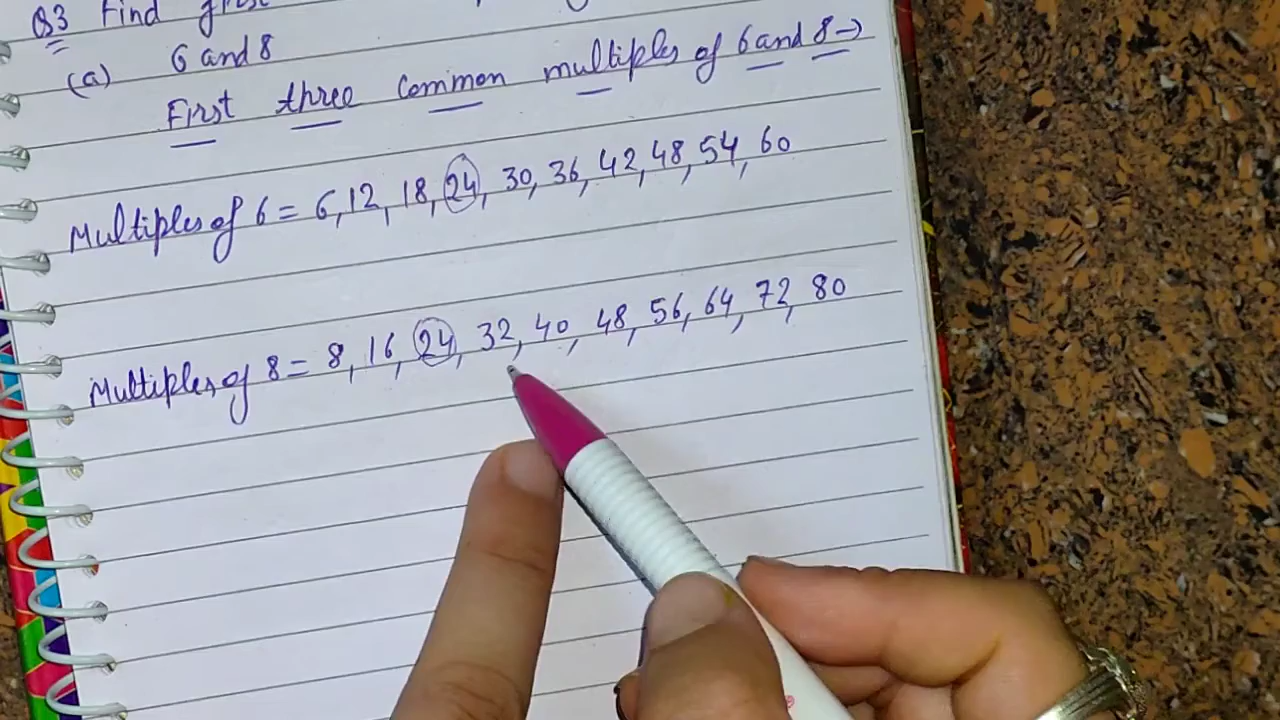 Q3 Find first
(a) 6 and 8
First three common multiples of 6 and 8→
Multiples of 6 = 6, 12, 18, 24, 30, 36, 42, 48, 54, 60
Multiples of 8 = 8, 16, 24, 32, 40, 48, 56, 64, 72, 80